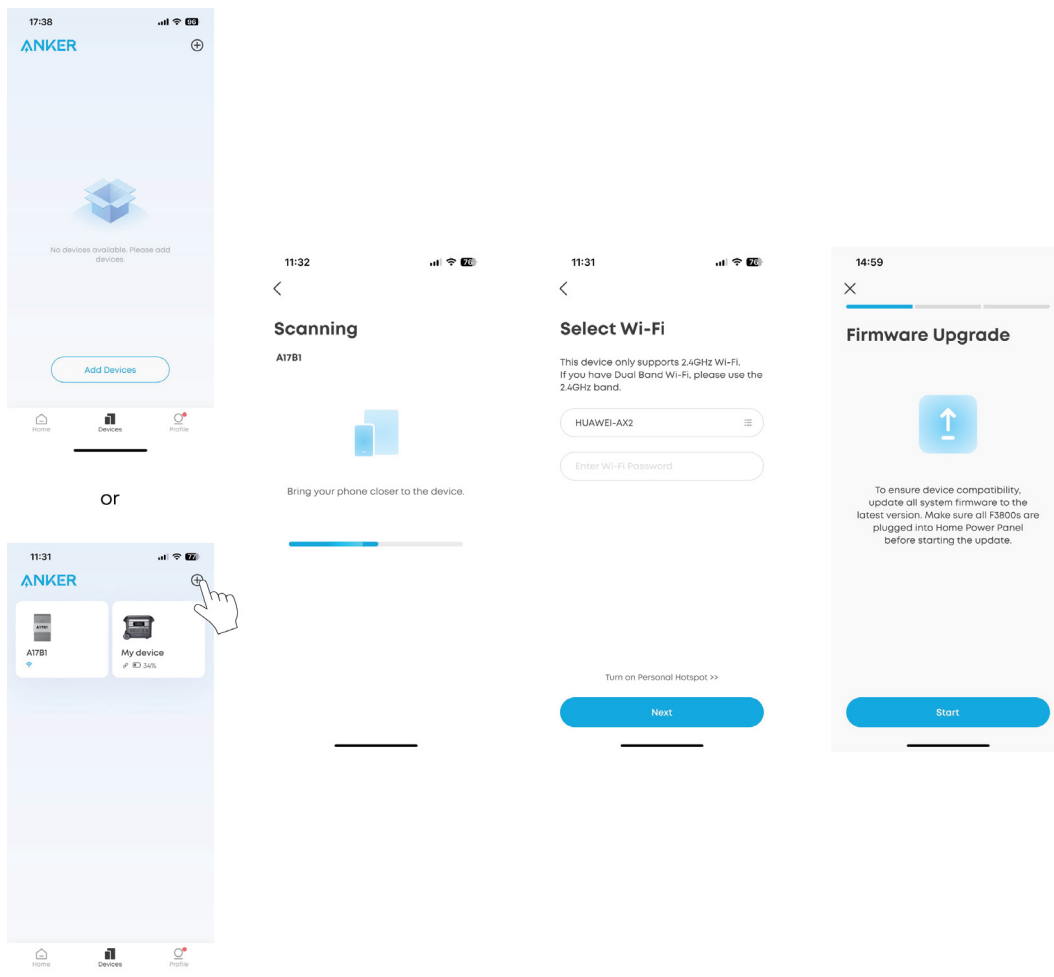 17:38
96
ANKER
No devices available. Please add
devices.
Add Devices
Home
Devices
Profile
or
11:31
77
ANKER
A17B1
A17B1
My device
34%
Home
Devices
Profile
11:32
76
Scanning
A17B1
Bring your phone closer to the device.
11:31
76
Select Wi-Fi
This device only supports 2.4GHz Wi-Fi.
If you have Dual Band Wi-Fi, please use the
2.4GHz band.
HUAWEI-AX2
Enter Wi-Fi Password
Turn on Personal Hotspot >>
Next
14:59
Firmware Upgrade
To ensure device compatibility,
update all system firmware to the
latest version. Make sure all F3800s are
plugged into Home Power Panel
before starting the update.
Start